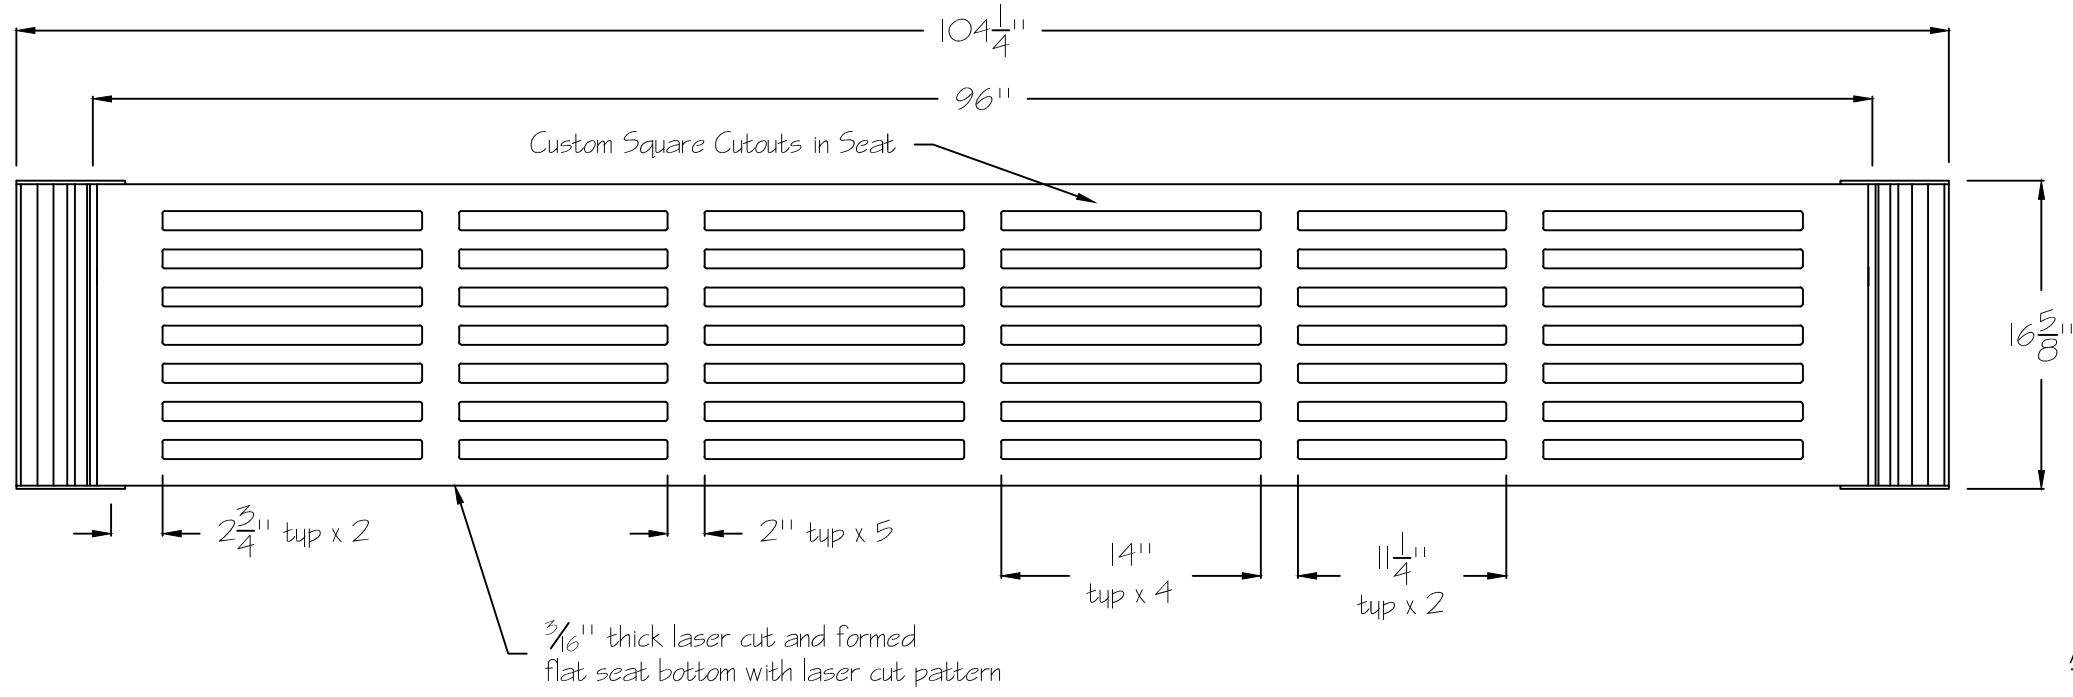 104 1/4"
96"
Custom Square Cutouts in Seat
16 5/8"
2 3/4" typ x 2
2" typ x 5
14"
typ x 4
11 1/4"
typ x 2
3/16" thick laser cut and formed
flat seat bottom with laser cut pattern